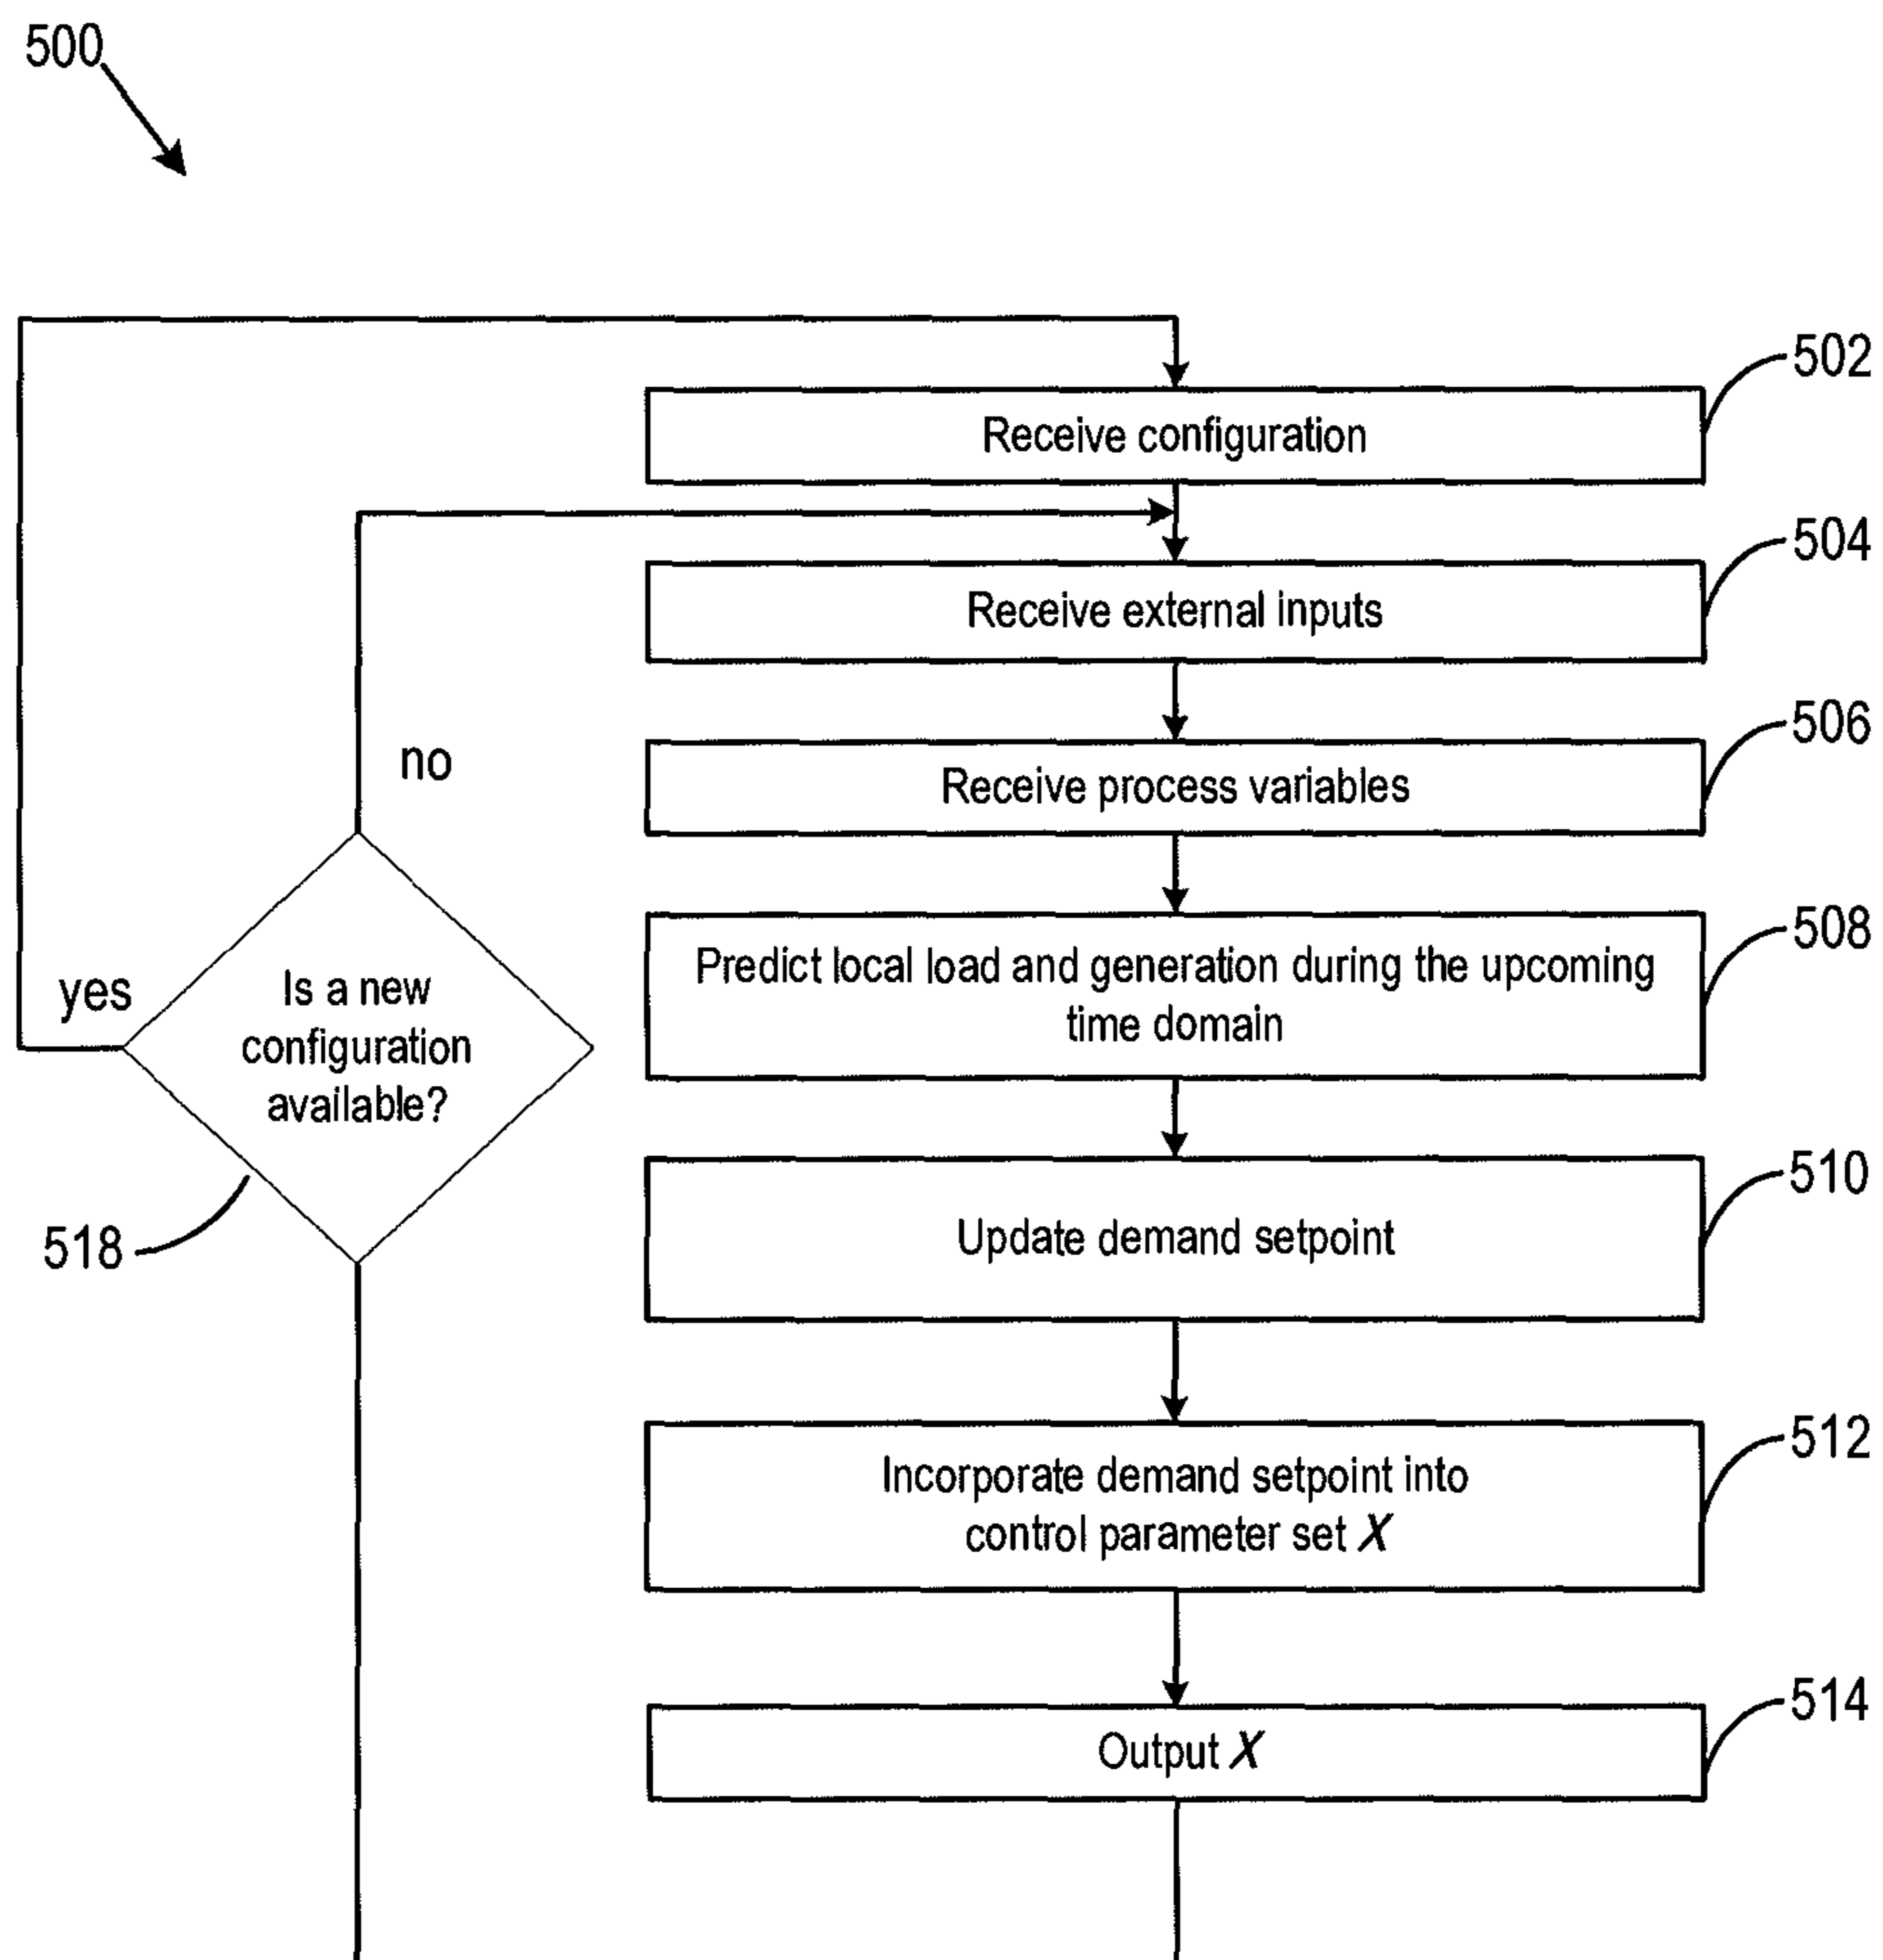 500
502
Receive configuration
504
Receive external inputs
506
Receive process variables
no
508
Predict local load and generation during the upcoming
time domain
yes
Is a new
configuration
available?
510
Update demand setpoint
518
512
Incorporate demand setpoint into
control parameter set X
514
Output X